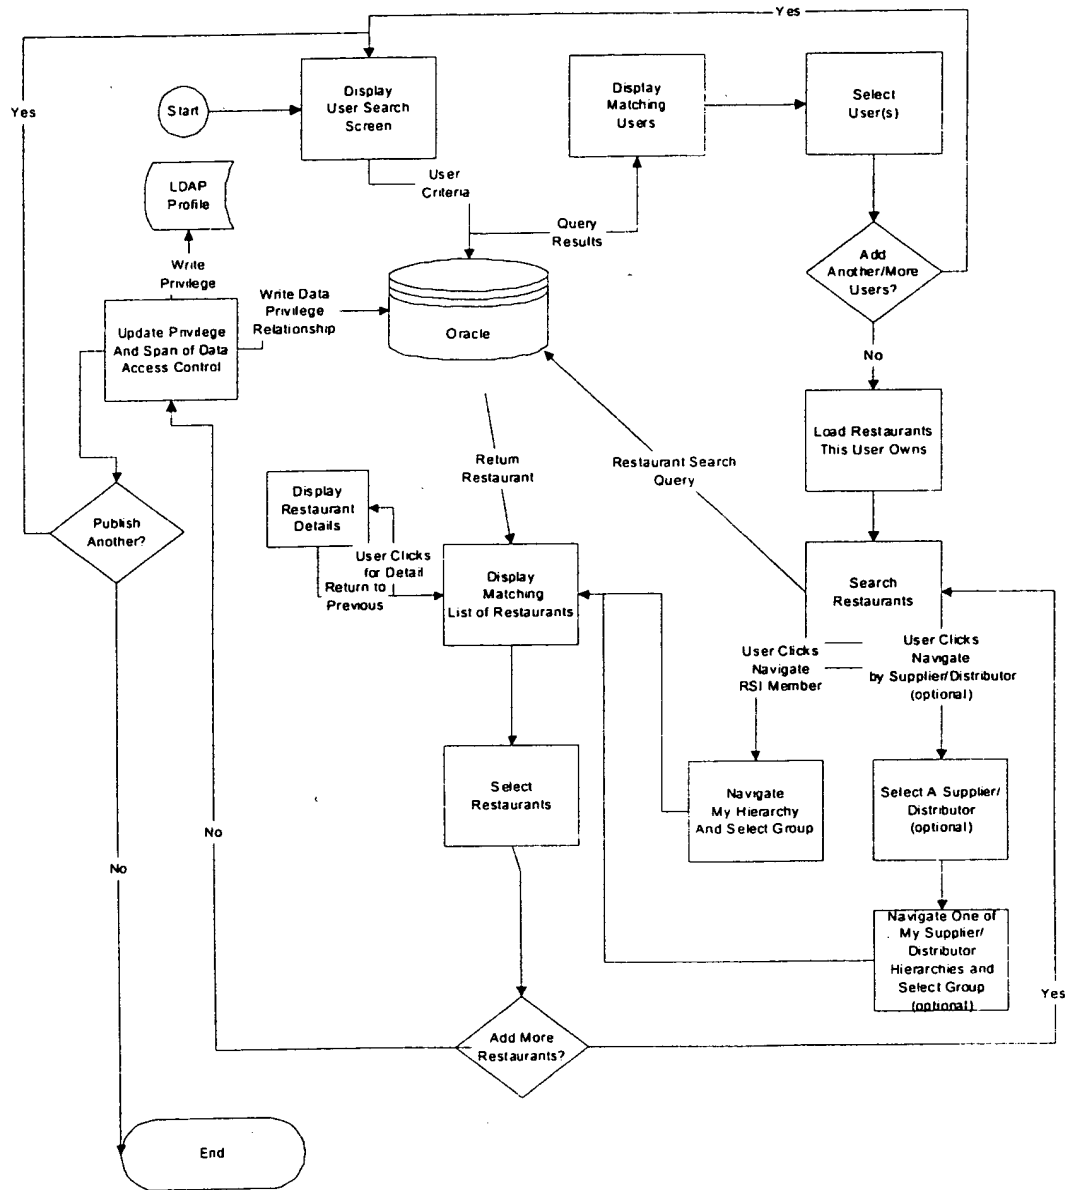 Yes
Yes
Display
User Search
Screen
Display
Matching
Users
Select
User(s)
Start
User
Criteria
LDAP
Profile
Query
Results
Add
Another/More
Users?
Write
Privilege
Write Data
Privilege
Relationship
Oracle
Update Privilege
And Span of Data
Access Control
No
Load Restaurants
This User Owns
Return
Restaurant
Restaurant Search
Query
Display
Restaurant
Details
Publish
Another?
User Clicks
for Detail
Return to
Previous
Display
Matching
List of Restaurants
Search
Restaurants
User Clicks
Navigate
RSI Member
User Clicks
Navigate
by Supplier/Distributor
(optional)
Select
Restaurants
Navigate
My Hierarchy
And Select Group
Select A Supplier/
Distributor
(optional)
No
No
Navigate One of
My Supplier/
Distributor
Hierarchies and
Select Group
(optional)
Yes
Add More
Restaurants?
End